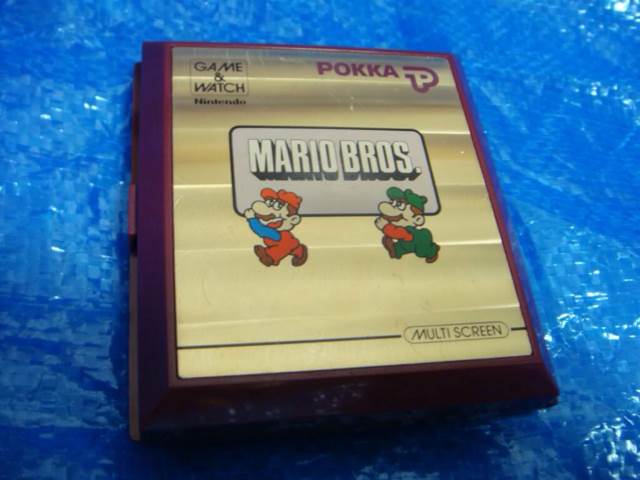 GAME
&
WATCH
Nintendo
POKKA P
MARIO BROS.
MULTI SCREEN